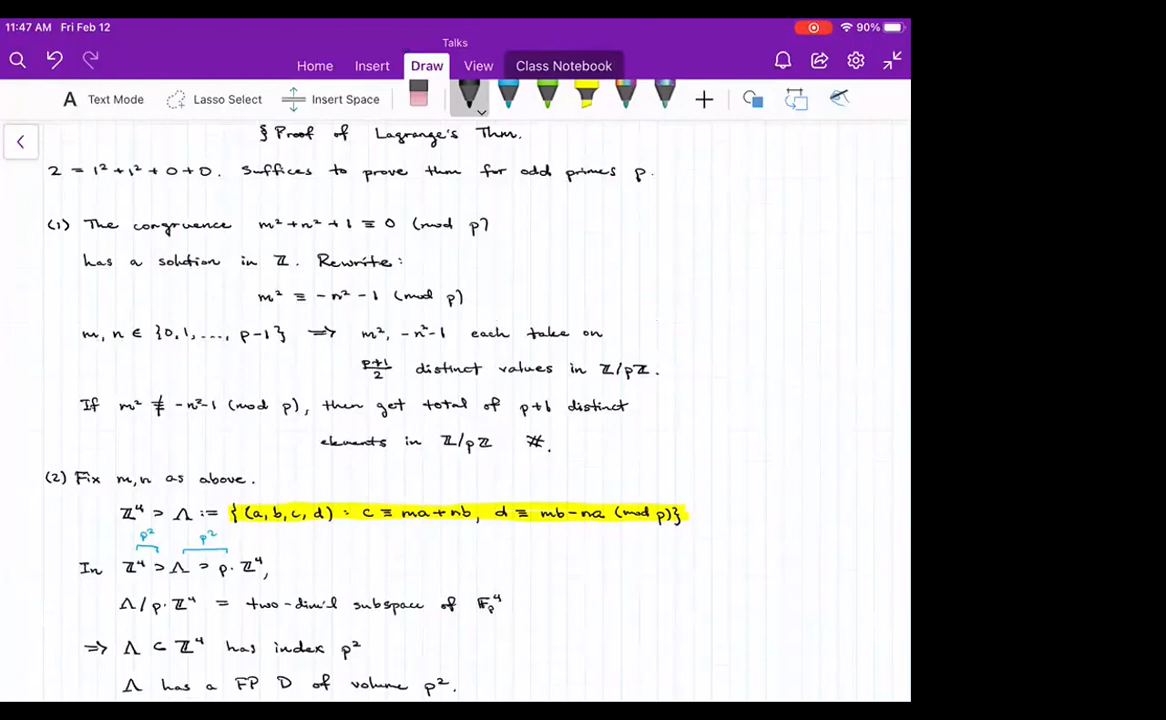 11:47 AM Fri Feb 12
90%
Talks
Home Insert Draw View Class Notebook
A Text Mode Lasso Select Insert Space
§ Proof of Lagrange's Thm.
2 = 1² + 1² + 0 + 0. Suffices to prove thm for odd primes p.
(1) The congruence m² + n² + 1 ≡ 0 (mod p)
has a solution in ℤ. Rewrite:
m² ≡ -n² - 1 (mod p)
m, n ∈ {0, 1, ..., p-1} ⟹ m², -n²-1 each take on
(p+1)/2 distinct values in ℤ/pℤ.
If m² ≢ -n²-1 (mod p), then get total of p+1 distinct
elements in ℤ/pℤ ⨳.
(2) Fix m, n as above.
ℤ⁴ > Λ := {(a, b, c, d) : c ≡ ma + nb, d ≡ mb - na (mod p)}
p² p²
In ℤ⁴ > Λ > p · ℤ⁴,
Λ / p · ℤ⁴ = two-dim'l subspace of 𝔽ₚ⁴
⟹ Λ ⊂ ℤ⁴ has index p²
Λ has a FP D of volume p².